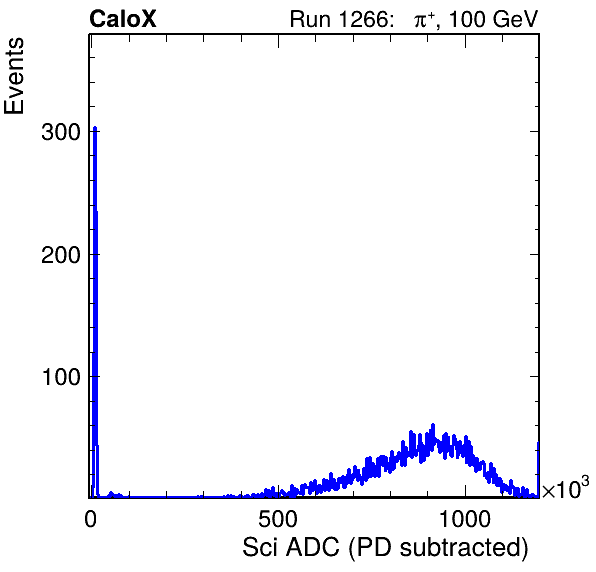 CaloX Run 1266: π⁺, 100 GeV
Events
300
200
100
0 500 1000 ×10³
Sci ADC (PD subtracted)